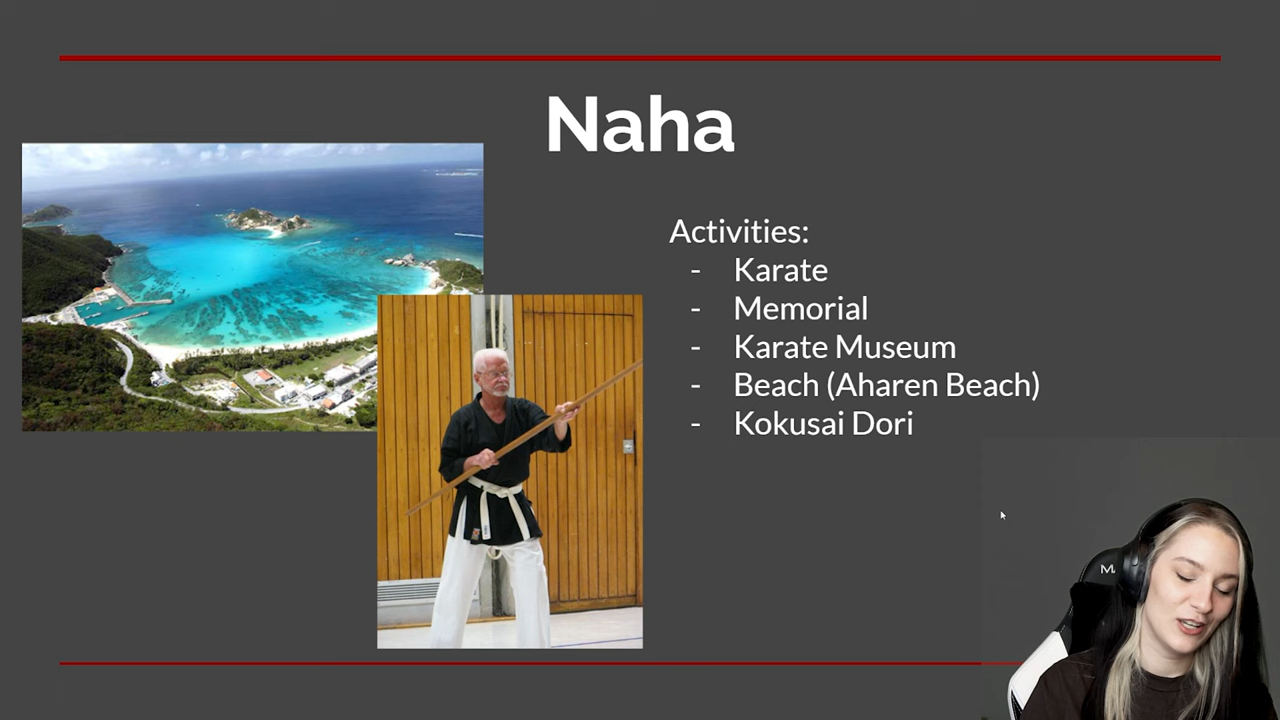 Naha
Activities:
- Karate
- Memorial
- Karate Museum
- Beach (Aharen Beach)
- Kokusai Dori